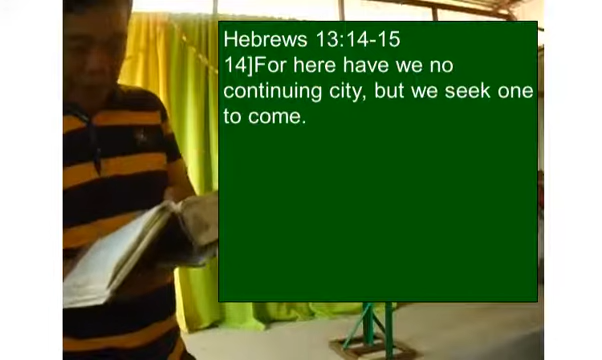 Hebrews 13:14-15
14]For here have we no
continuing city, but we seek one
to come.